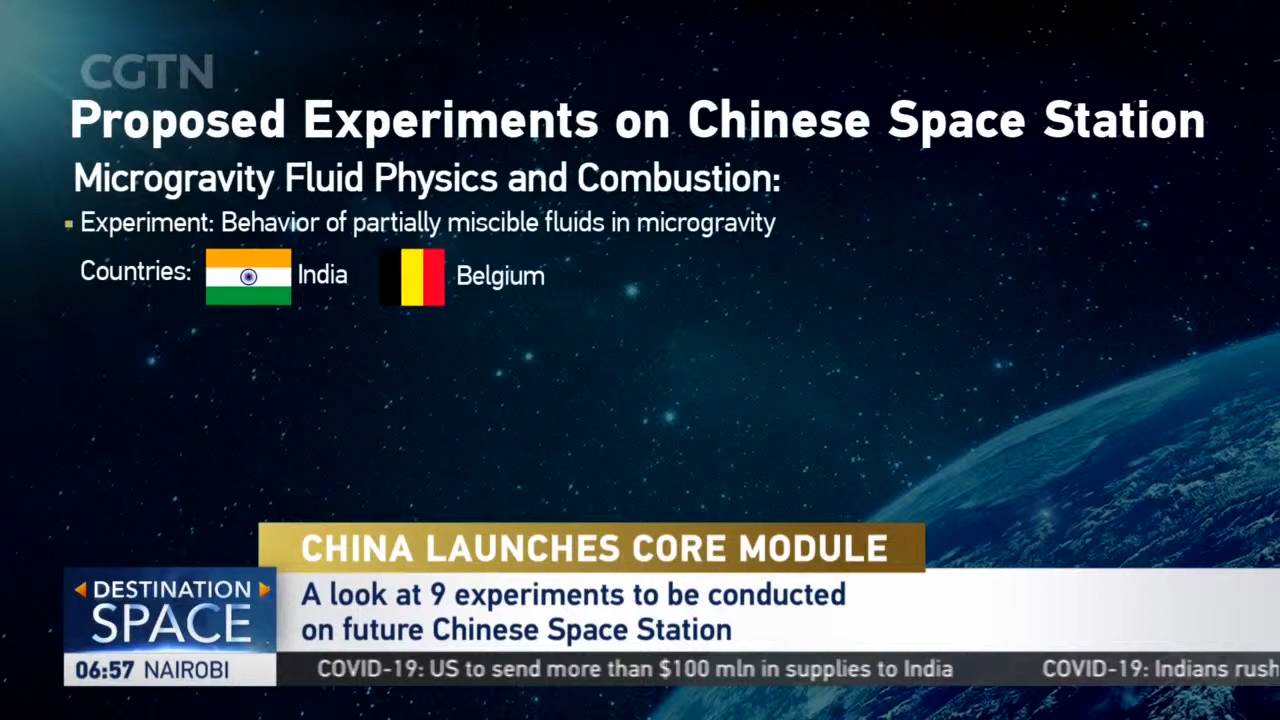 CGTN
Proposed Experiments on Chinese Space Station
Microgravity Fluid Physics and Combustion:
Experiment: Behavior of partially miscible fluids in microgravity
Countries: India Belgium
CHINA LAUNCHES CORE MODULE
DESTINATION
SPACE
A look at 9 experiments to be conducted
on future Chinese Space Station
06:57 NAIROBI
COVID-19: US to send more than $100 mln in supplies to India COVID-19: Indians rush